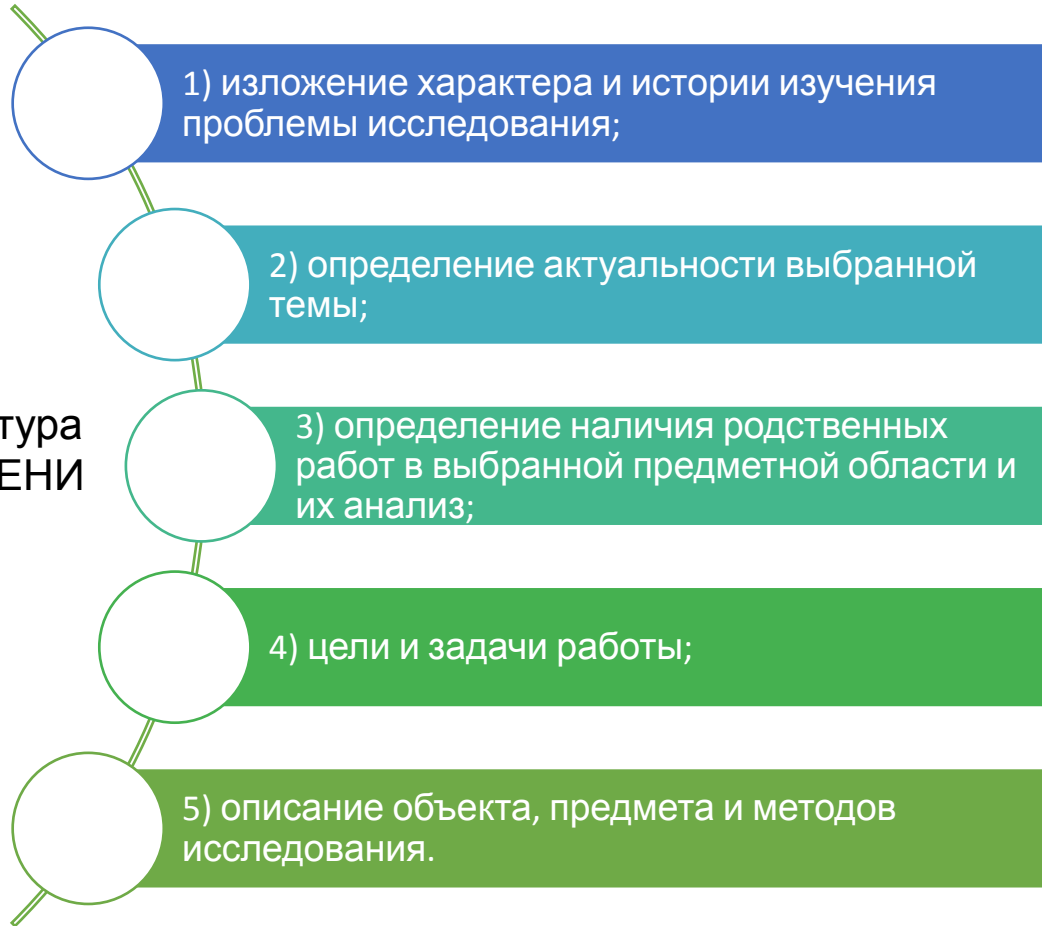 1) изложение характера и истории изучения
проблемы исследования;
2) определение актуальности выбранной
темы;
тура
ЕНИ
3) определение наличия родственных
работ в выбранной предметной области и
их анализ;
4) цели и задачи работы;
5) описание объекта, предмета и методов
исследования.